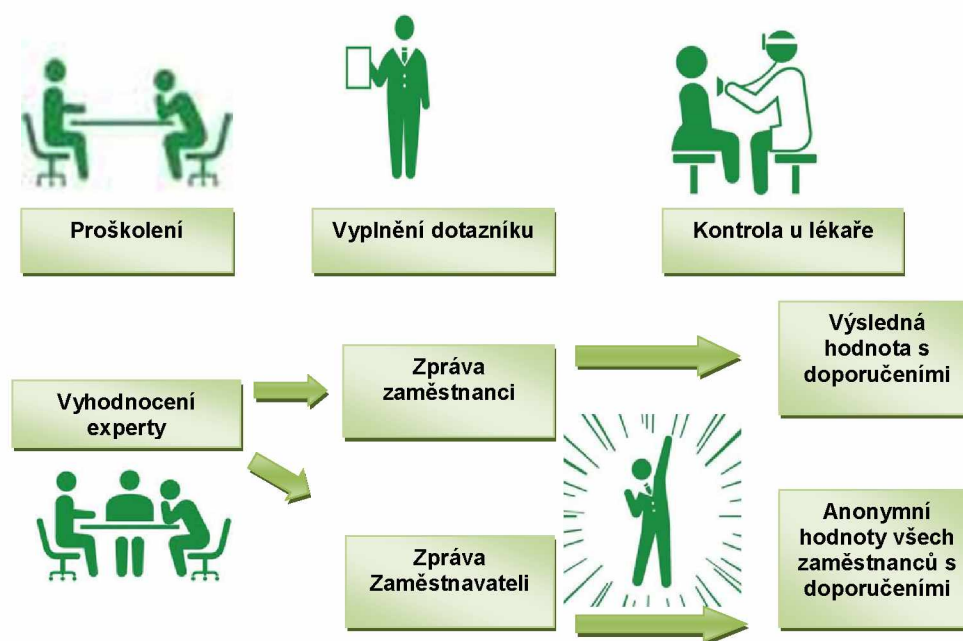 Proškolení
Vyplnění dotazníku
Kontrola u lékaře
Vyhodnocení
experty
Zpráva
zaměstnanci
Výsledná
hodnota s
doporučeními
Zpráva
Zaměstnavateli
Anonymní
hodnoty všech
zaměstnanců s
doporučeními